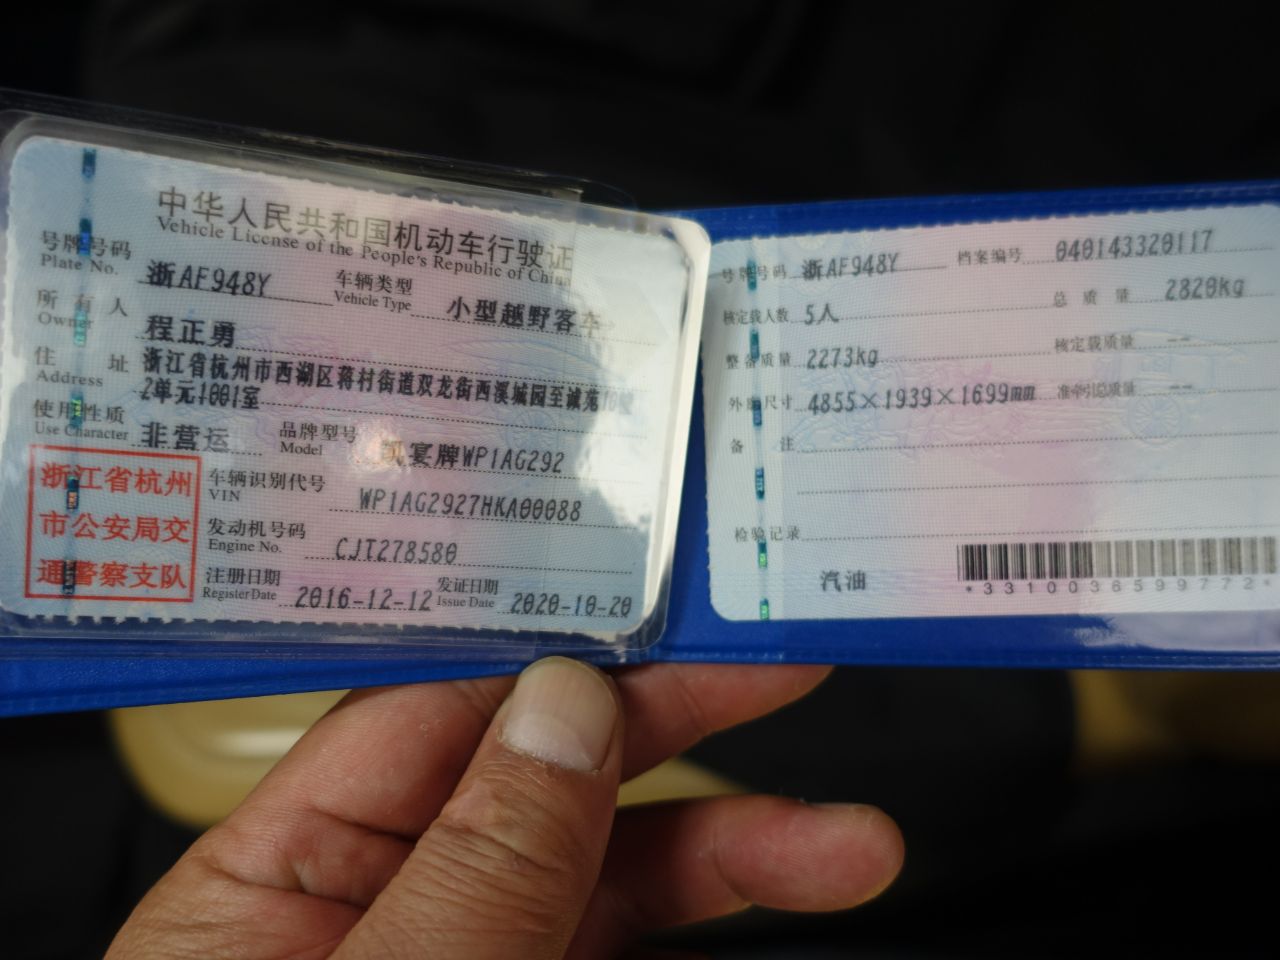 中华人民共和国机动车行驶证
Vehicle License of the People's Republic of China
号牌号码 浙AF948Y 车辆类型 小型越野客车
Plate No. Vehicle Type
所有人 程正勇
Owner
住址 浙江省杭州市西湖区蒋村街道双龙街西溪城园至诚苑
Address 2单元1001室
使用性质 非营运 品牌型号 凯宴牌WP1AG292
Use Character Model
车辆识别代号 WP1AG2927HKA00088
VIN
发动机号码 CJT278580
Engine No.
注册日期 2016-12-12 发证日期 2020-10-20
Register Date Issue Date
浙江省杭州
市公安局交
通警察支队
号牌号码 浙AF948Y 档案编号 040143320117
核定载人数 5人 总质量 2820kg
整备质量 2273kg 核定载质量 --
外廓尺寸 4855×1939×1699mm 准牵引总质量 --
备注
检验记录
汽油
*3310036599772*